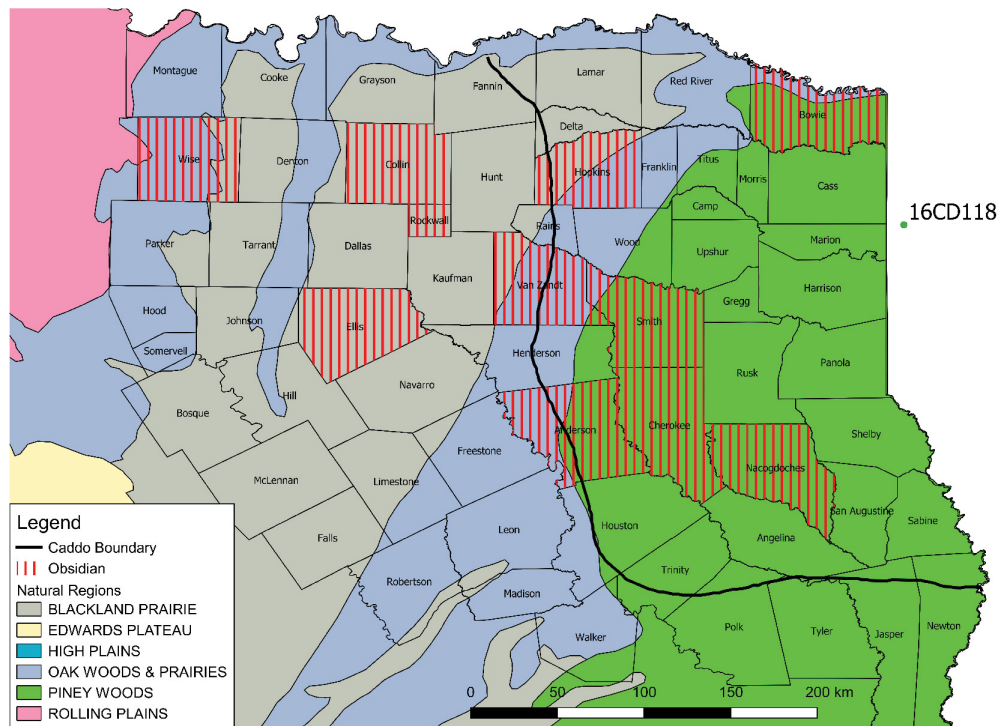 Montague
Cooke
Grayson
Fannin
Lamar
Red River
Bowie
Wise
Denton
Collin
Hunt
Delta
Hopkins
Franklin
Titus
Morris
Cass
Rockwall
Camp
16CD118
Parker
Tarrant
Dallas
Kaufman
Rains
Wood
Upshur
Marion
Van Zandt
Harrison
Hood
Johnson
Ellis
Smith
Gregg
Somervell
Henderson
Rusk
Panola
Bosque
Hill
Navarro
Anderson
Cherokee
Shelby
Freestone
McLennan
Limestone
Nacogdoches
San Augustine
Sabine
Falls
Leon
Houston
Angelina
Robertson
Madison
Trinity
Walker
Polk
Tyler
Jasper
Newton
Legend
Caddo Boundary
Obsidian
Natural Regions
BLACKLAND PRAIRIE
EDWARDS PLATEAU
HIGH PLAINS
OAK WOODS & PRAIRIES
PINEY WOODS
ROLLING PLAINS
0 50 100 150 200 km